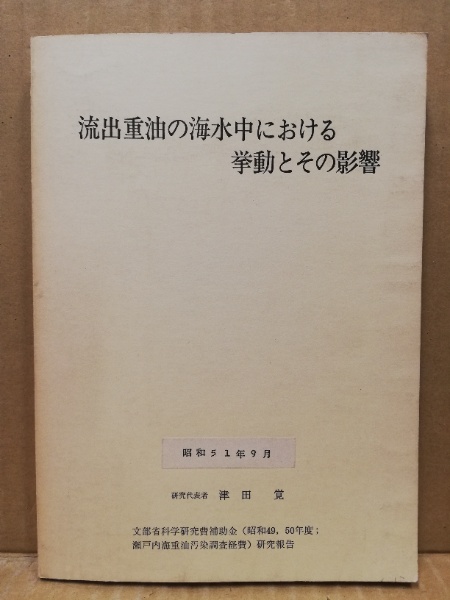 流出重油の海水中における
挙動とその影響
昭和51年9月
研究代表者 津田 覚
文部省科学研究費補助金（昭和49，50年度；
瀬戸内海重油汚染調査経費）研究報告